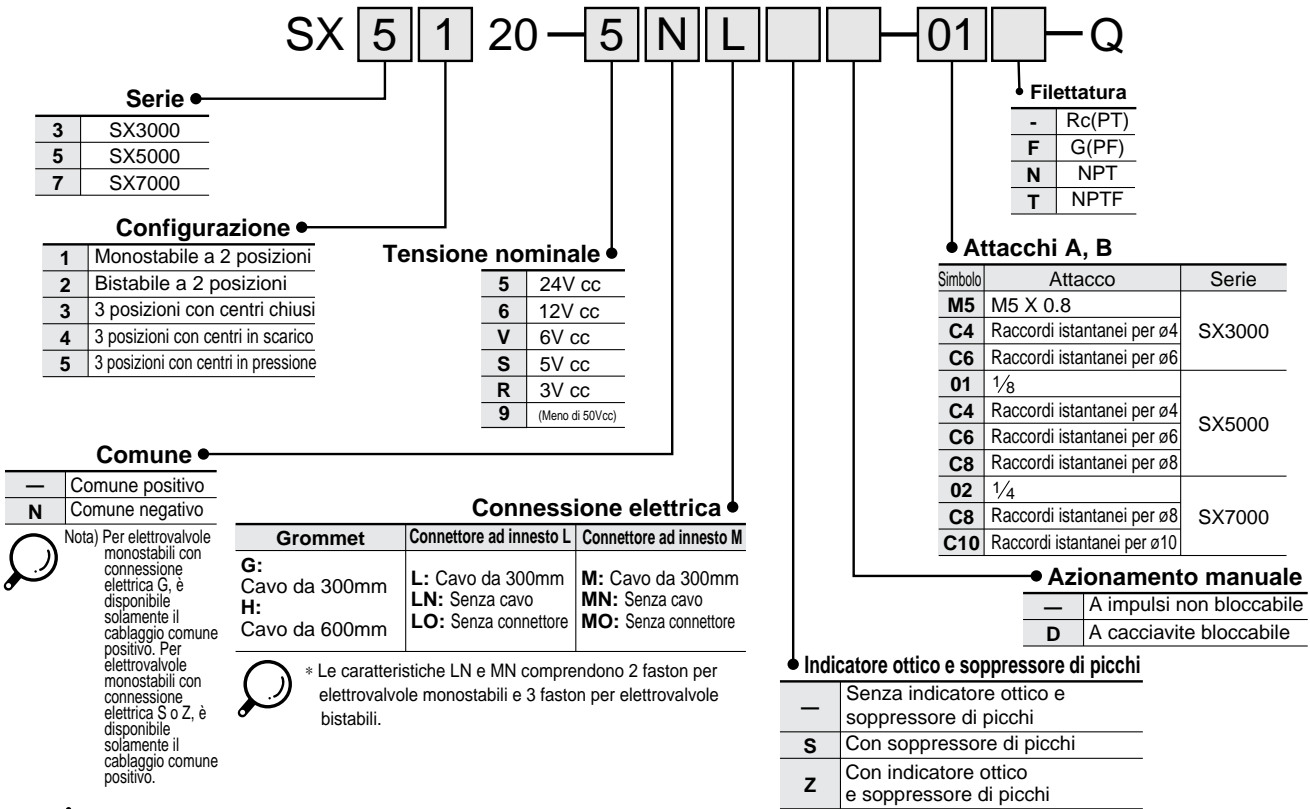 SX 5 1 20 — 5 N L — 01 — Q
Serie
3 SX3000
5 SX5000
7 SX7000
Configurazione
1 Monostabile a 2 posizioni
2 Bistabile a 2 posizioni
3 3 posizioni con centri chiusi
4 3 posizioni con centri in scarico
5 3 posizioni con centri in pressione
Tensione nominale
5 24V cc
6 12V cc
V 6V cc
S 5V cc
R 3V cc
9 (Meno di 50Vcc)
Filettatura
- Rc(PT)
F G(PF)
N NPT
T NPTF
Attacchi A, B
Simbolo Attacco Serie
M5 M5 X 0.8
C4 Raccordi istantanei per ø4 SX3000
C6 Raccordi istantanei per ø6
01 1⁄8
C4 Raccordi istantanei per ø4
C6 Raccordi istantanei per ø6 SX5000
C8 Raccordi istantanei per ø8
02 1⁄4
C8 Raccordi istantanei per ø8 SX7000
C10 Raccordi istantanei per ø10
Comune
— Comune positivo
N Comune negativo
Nota) Per elettrovalvole
monostabili con
connessione
elettrica G, è
disponibile
solamente il
cablaggio comune
positivo. Per
elettrovalvole
monostabili con
connessione
elettrica S o Z, è
disponibile
solamente il
cablaggio comune
positivo.
Connessione elettrica
Grommet Connettore ad innesto L Connettore ad innesto M
G:
Cavo da 300mm
H:
Cavo da 600mm
L: Cavo da 300mm
LN: Senza cavo
LO: Senza connettore
M: Cavo da 300mm
MN: Senza cavo
MO: Senza connettore
* Le caratteristiche LN e MN comprendono 2 faston per
elettrovalvole monostabili e 3 faston per elettrovalvole
bistabili.
Azionamento manuale
— A impulsi non bloccabile
D A cacciavite bloccabile
Indicatore ottico e soppressore di picchi
— Senza indicatore ottico e
soppressore di picchi
S Con soppressore di picchi
Z Con indicatore ottico
e soppressore di picchi